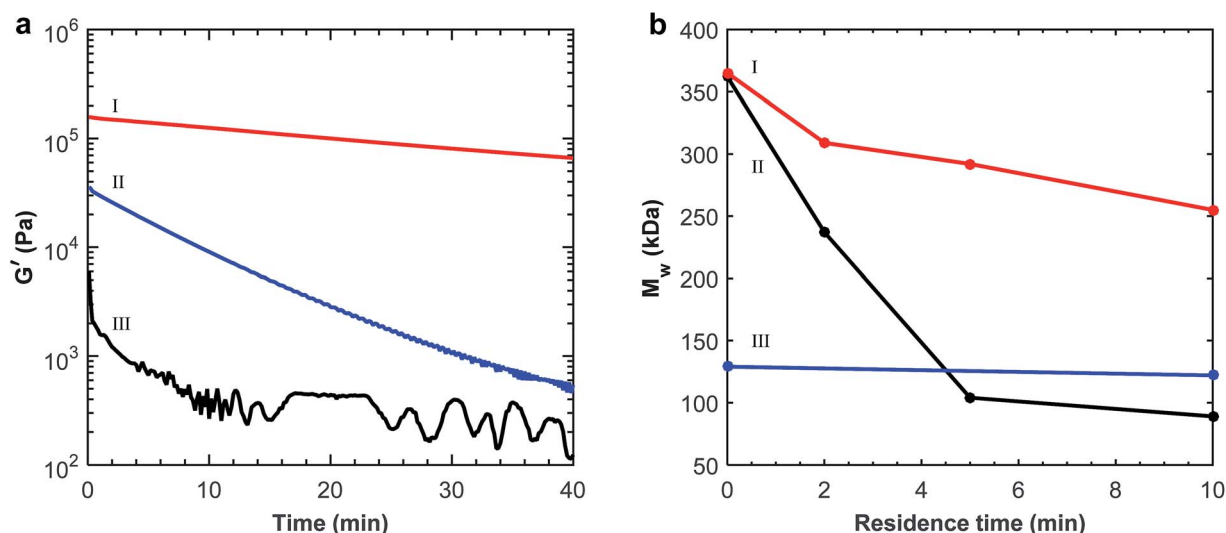 a
10^6
10^5
10^4
10^3
10^2
G′ (Pa)
I
II
III
0 10 20 30 40
Time (min)
b
400
350
300
250
200
150
100
50
M_w (kDa)
I
II
III
0 2 4 6 8 10
Residence time (min)